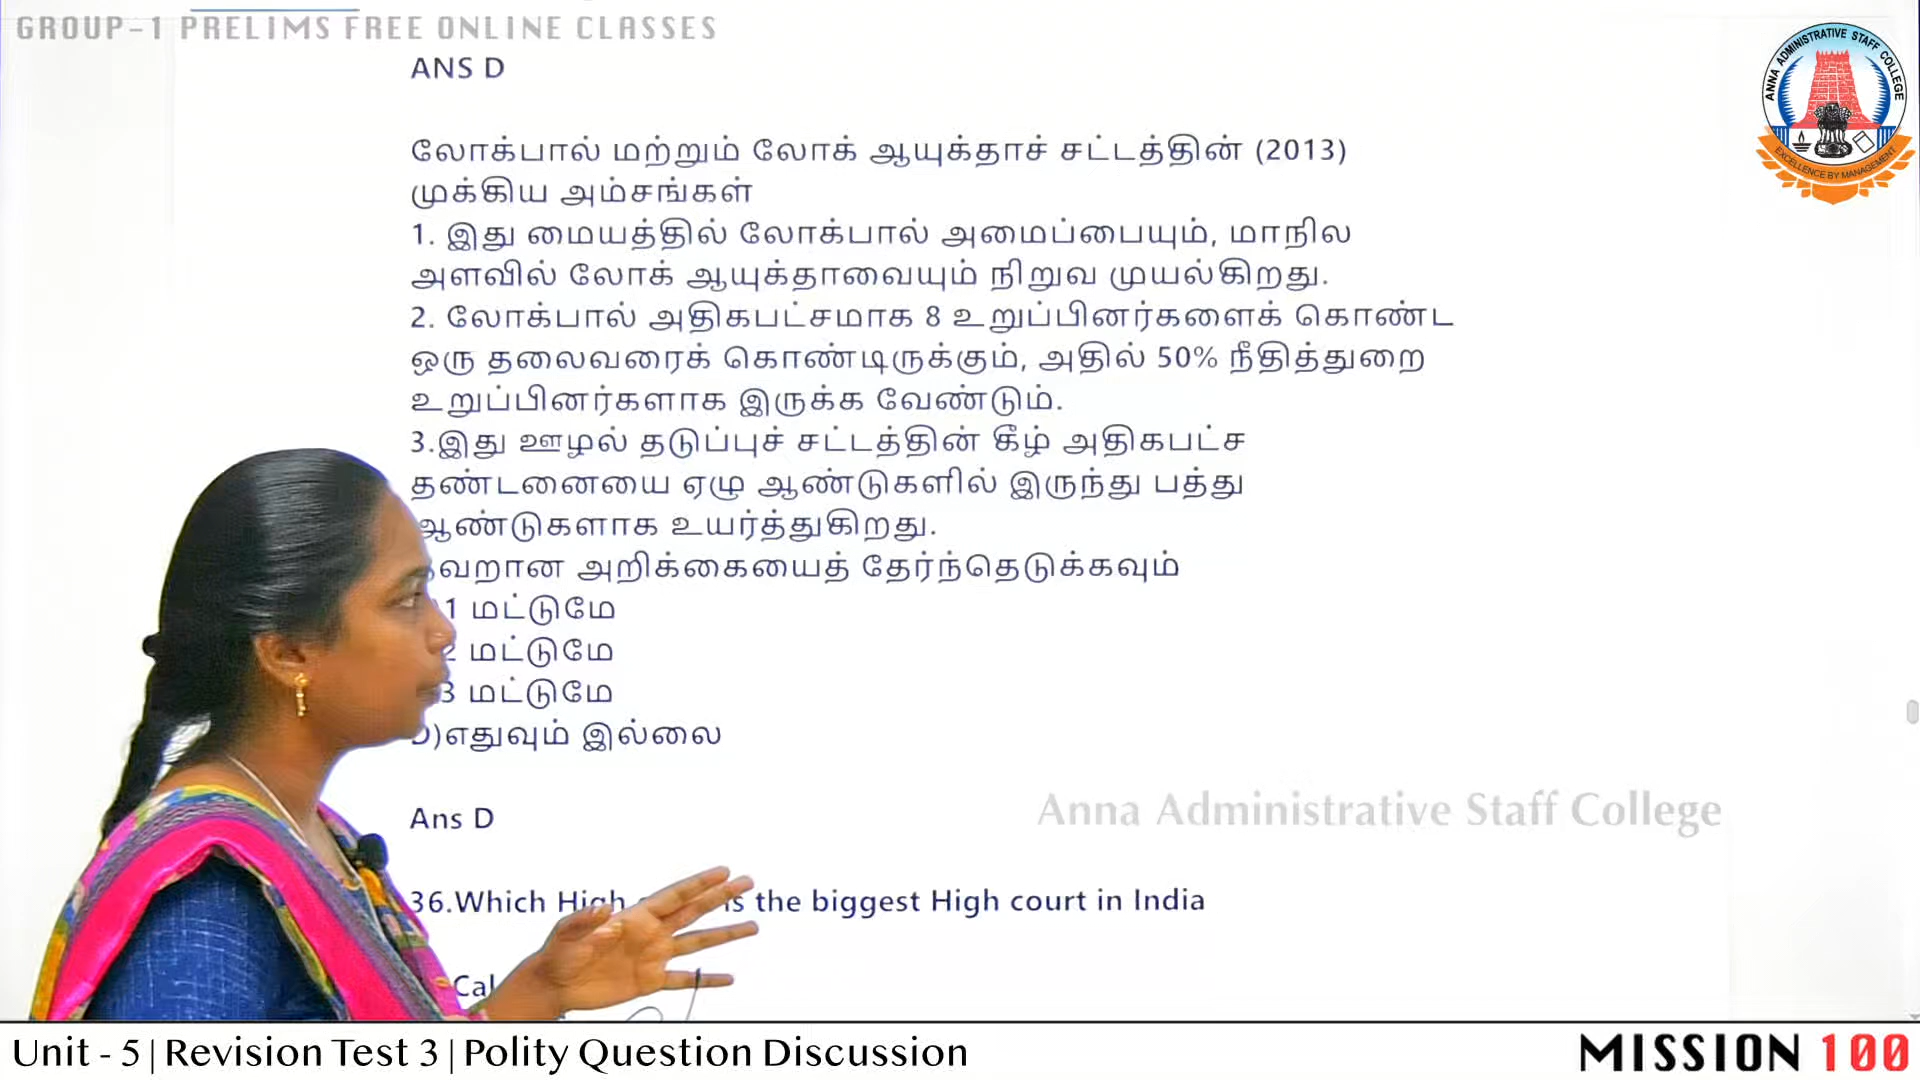 GROUP-1 PRELIMS FREE ONLINE CLASSES
ANNA ADMINISTRATIVE STAFF COLLEGE
EXCELLENCE BY MANAGEMENT
ANS D
லோக்பால் மற்றும் லோக் ஆயுக்தாச் சட்டத்தின் (2013)
முக்கிய அம்சங்கள்
1. இது மையத்தில் லோக்பால் அமைப்பையும், மாநில
அளவில் லோக் ஆயுக்தாவையும் நிறுவ முயல்கிறது.
2. லோக்பால் அதிகபட்சமாக 8 உறுப்பினர்களைக் கொண்ட
ஒரு தலைவரைக் கொண்டிருக்கும், அதில் 50% நீதித்துறை
உறுப்பினர்களாக இருக்க வேண்டும்.
3.இது ஊழல் தடுப்புச் சட்டத்தின் கீழ் அதிகபட்ச
தண்டனையை ஏழு ஆண்டுகளில் இருந்து பத்து
ஆண்டுகளாக உயர்த்துகிறது.
அறிக்கையைத் தேர்ந்தெடுக்கவும்
1 மட்டுமே
2 மட்டுமே
3 மட்டுமே
D)எதுவும் இல்லை
Ans D
Anna Administrative Staff College
36.Which High is the biggest High court in India
Cal
Unit - 5|Revision Test 3|Polity Question Discussion
MISSION 100